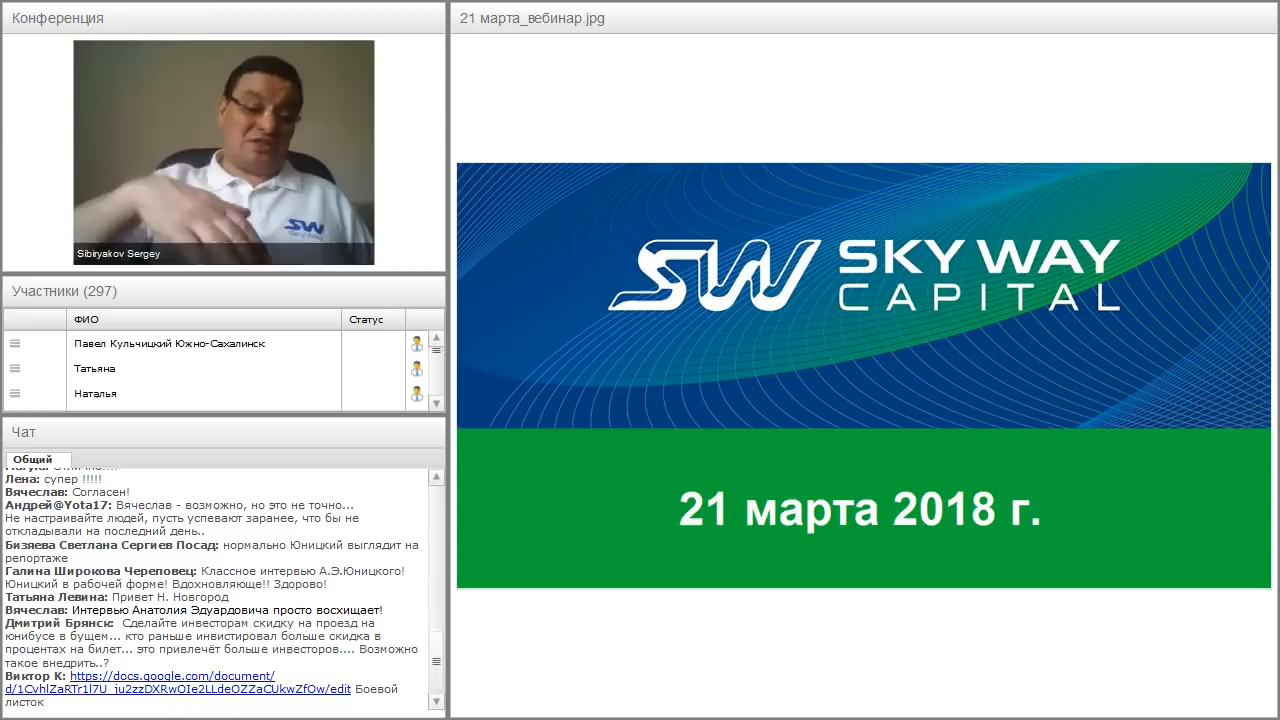 Конференция
Sibiryakov Sergey
SW
Участники (297)
ФИО
Статус
Павел Кульчицкий Южно-Сахалинск
Татьяна
Наталья
Чат
Общий
Лена: супер !!!!!
Вячеслав: Согласен!
Андрей@Yota17: Вячеслав - возможно, но это не точно...
Не настраивайте людей, пусть успевают заранее, что бы не
откладывали на последний день..
Бизяева Светлана Сергиев Посад: нормально Юницкий выглядит на
репортаже
Галина Широкова Череповец: Классное интервью А.Э.Юницкого!
Юницкий в рабочей форме! Вдохновляюще!! Здорово!
Татьяна Левина: Привет Н. Новгород
Вячеслав: Интервью Анатолия Эдуардовича просто восхищает!
Дмитрий Брянск: Сделайте инвесторам скидку на проезд на
юнибусе в бущем... кто раньше инвистировал больше скидка в
процентах на билет... это привлечёт больше инвесторов.... Возможно
такое внедрить..?
Виктор К: https://docs.google.com/document/
d/1CvhlZaRTr1l7U_ju2zzDXRwOIe2LLdeOZZaCUkwZfOw/edit Боевой
листок
21 марта_вебинар.jpg
SW SKY WAY
CAPITAL
21 марта 2018 г.